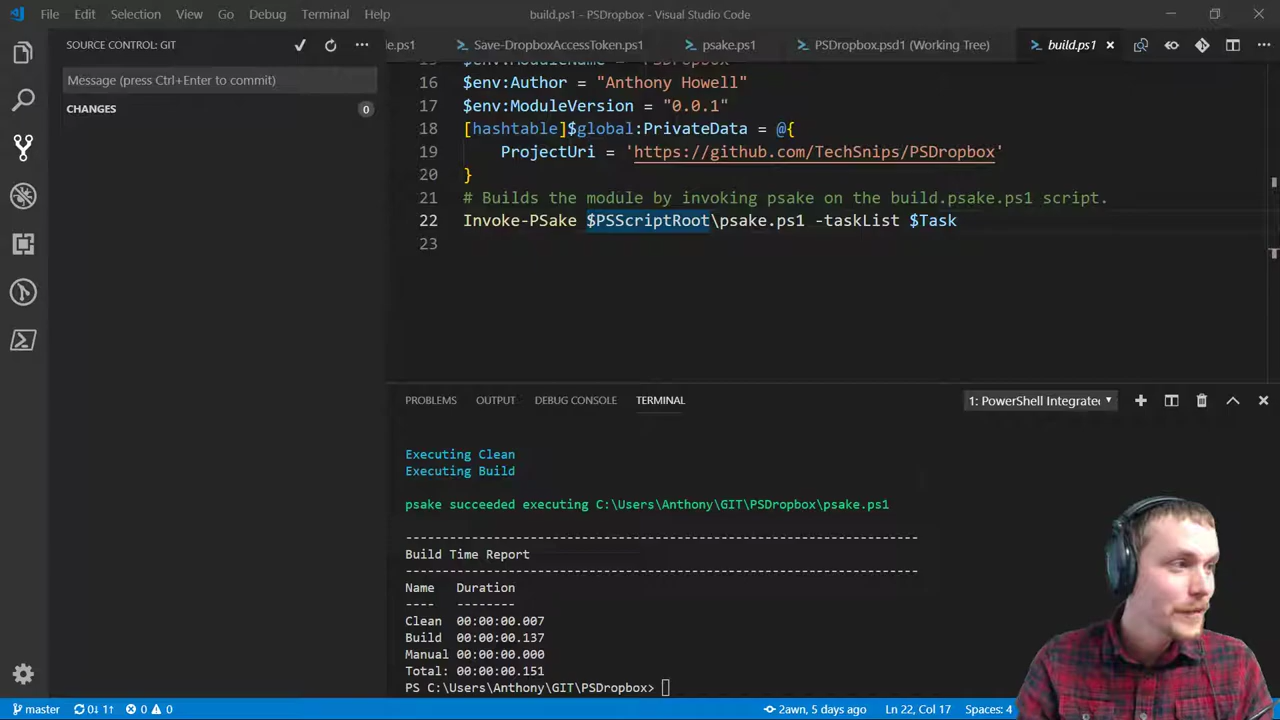 File Edit Selection View Go Debug Terminal Help
build.ps1 - PSDropbox - Visual Studio Code
SOURCE CONTROL: GIT
Message (press Ctrl+Enter to commit)
CHANGES 0
e.ps1 Save-DropboxAccessToken.ps1 psake.ps1 PSDropbox.psd1 (Working Tree) build.ps1
15 $env:ModuleName = "PSDropbox"
16 $env:Author = "Anthony Howell"
17 $env:ModuleVersion = "0.0.1"
18 [hashtable]$global:PrivateData = @{
19 ProjectUri = 'https://github.com/TechSnips/PSDropbox'
20 }
21 # Builds the module by invoking psake on the build.psake.ps1 script.
22 Invoke-PSake $PSScriptRoot\psake.ps1 -taskList $Task
23
PROBLEMS OUTPUT DEBUG CONSOLE TERMINAL
1: PowerShell Integrated
Executing Clean
Executing Build
psake succeeded executing C:\Users\Anthony\GIT\PSDropbox\psake.ps1
----------------------------------------------------------------------
Build Time Report
----------------------------------------------------------------------
Name Duration
---- --------
Clean 00:00:00.007
Build 00:00:00.137
Manual 00:00:00.000
Total: 00:00:00.151
PS C:\Users\Anthony\GIT\PSDropbox>
master 0↓ 1↑ 0 0
2awn, 5 days ago Ln 22, Col 17 Spaces: 4